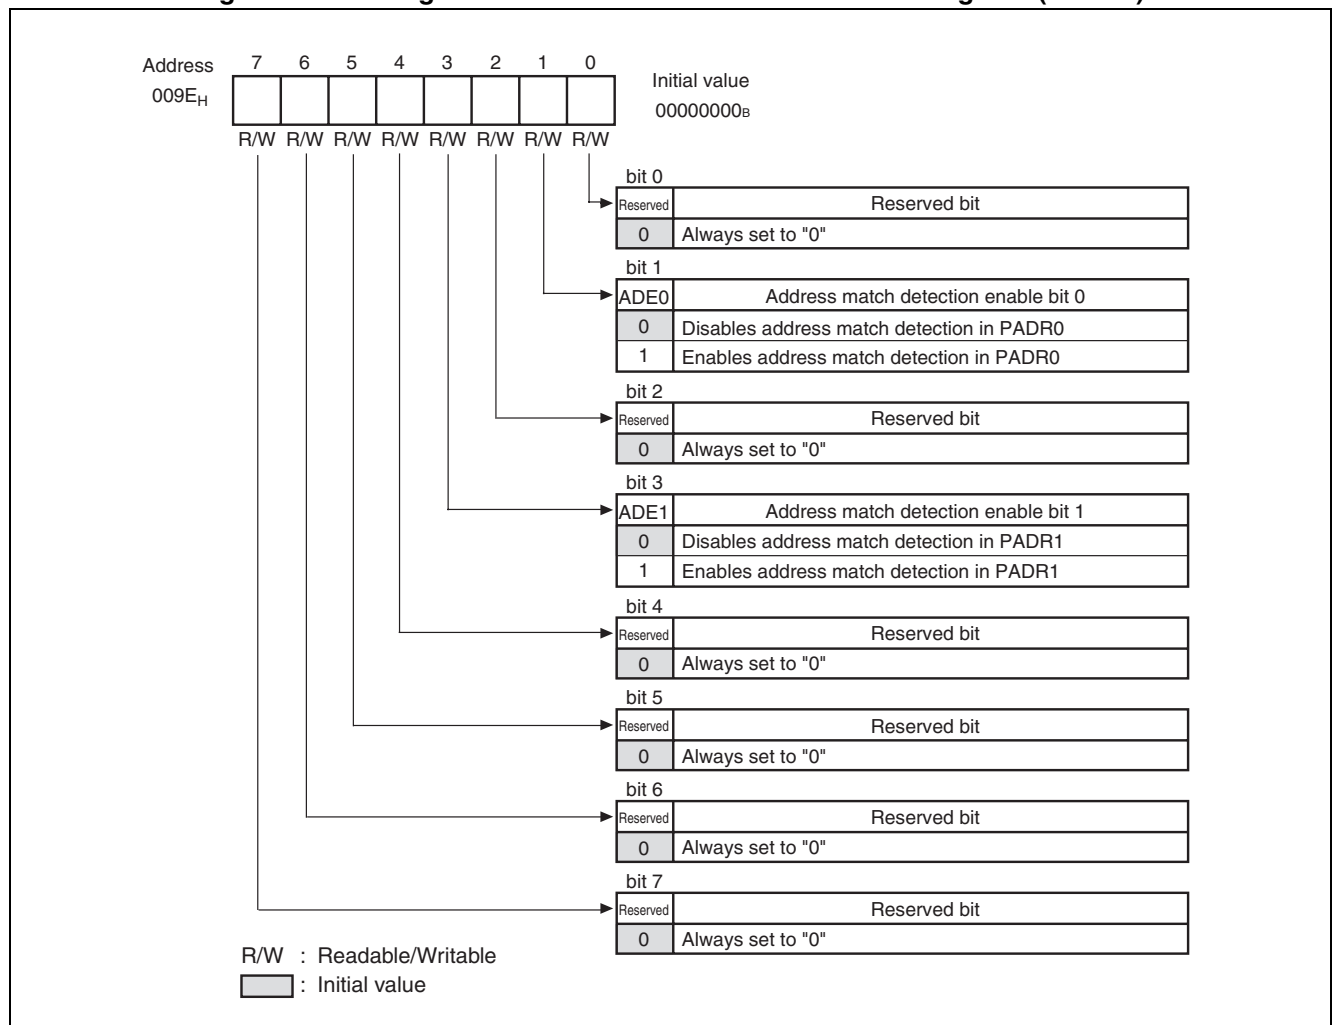 Address 7 6 5 4 3 2 1 0
Initial value
009EH
00000000B
R/W R/W R/W R/W R/W R/W R/W R/W
bit 0
Reserved Reserved bit
0 Always set to "0"
bit 1
ADE0 Address match detection enable bit 0
0 Disables address match detection in PADR0
1 Enables address match detection in PADR0
bit 2
Reserved Reserved bit
0 Always set to "0"
bit 3
ADE1 Address match detection enable bit 1
0 Disables address match detection in PADR1
1 Enables address match detection in PADR1
bit 4
Reserved Reserved bit
0 Always set to "0"
bit 5
Reserved Reserved bit
0 Always set to "0"
bit 6
Reserved Reserved bit
0 Always set to "0"
bit 7
Reserved Reserved bit
0 Always set to "0"
R/W : Readable/Writable
: Initial value